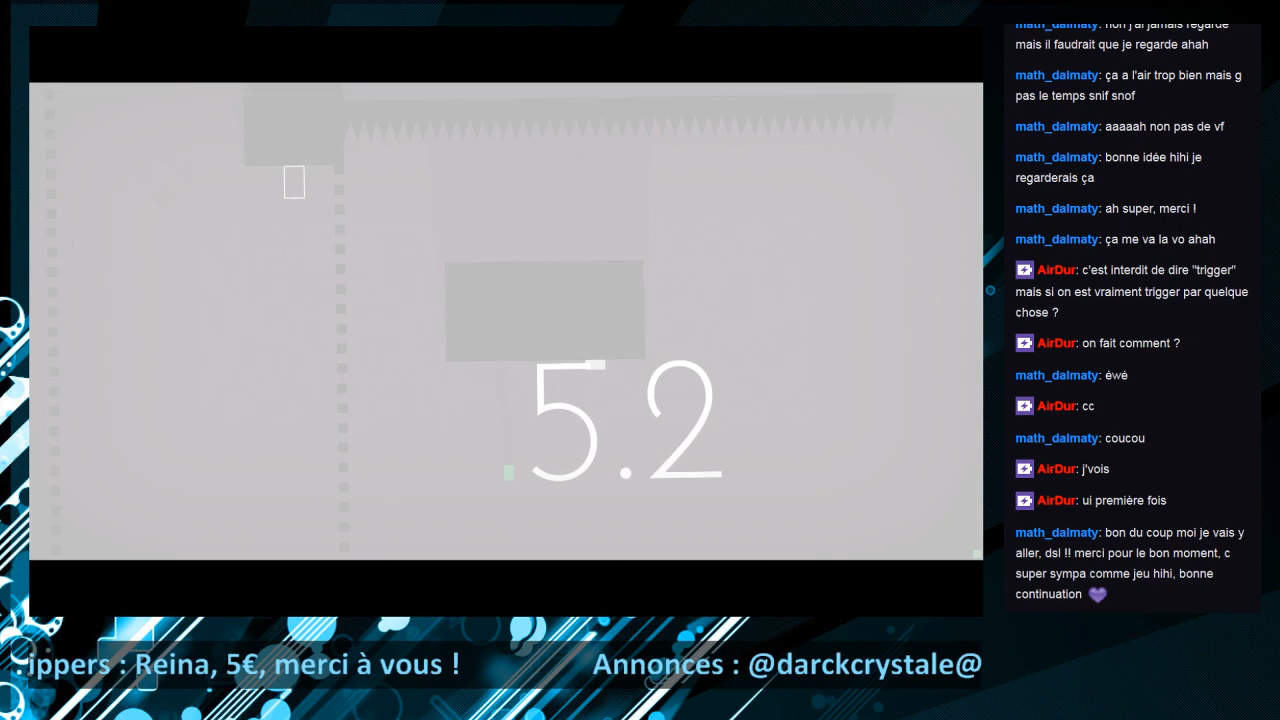 math_dalmaty: non j'ai jamais regardé
mais il faudrait que je regarde ahah
math_dalmaty: ça a l'air trop bien mais g
pas le temps snif snof
math_dalmaty: aaaaah non pas de vf
math_dalmaty: bonne idée hihi je
regarderais ça
math_dalmaty: ah super, merci !
math_dalmaty: ça me va la vo ahah
AirDur: c'est interdit de dire "trigger"
mais si on est vraiment trigger par quelque
chose ?
AirDur: on fait comment ?
math_dalmaty: éwé
AirDur: cc
math_dalmaty: coucou
AirDur: j'vois
AirDur: ui première fois
math_dalmaty: bon du coup moi je vais y
aller, dsl !! merci pour le bon moment, c
super sympa comme jeu hihi, bonne
continuation
5.2
ippers : Reina, 5€, merci à vous ! Annonces : @darckcrystale@